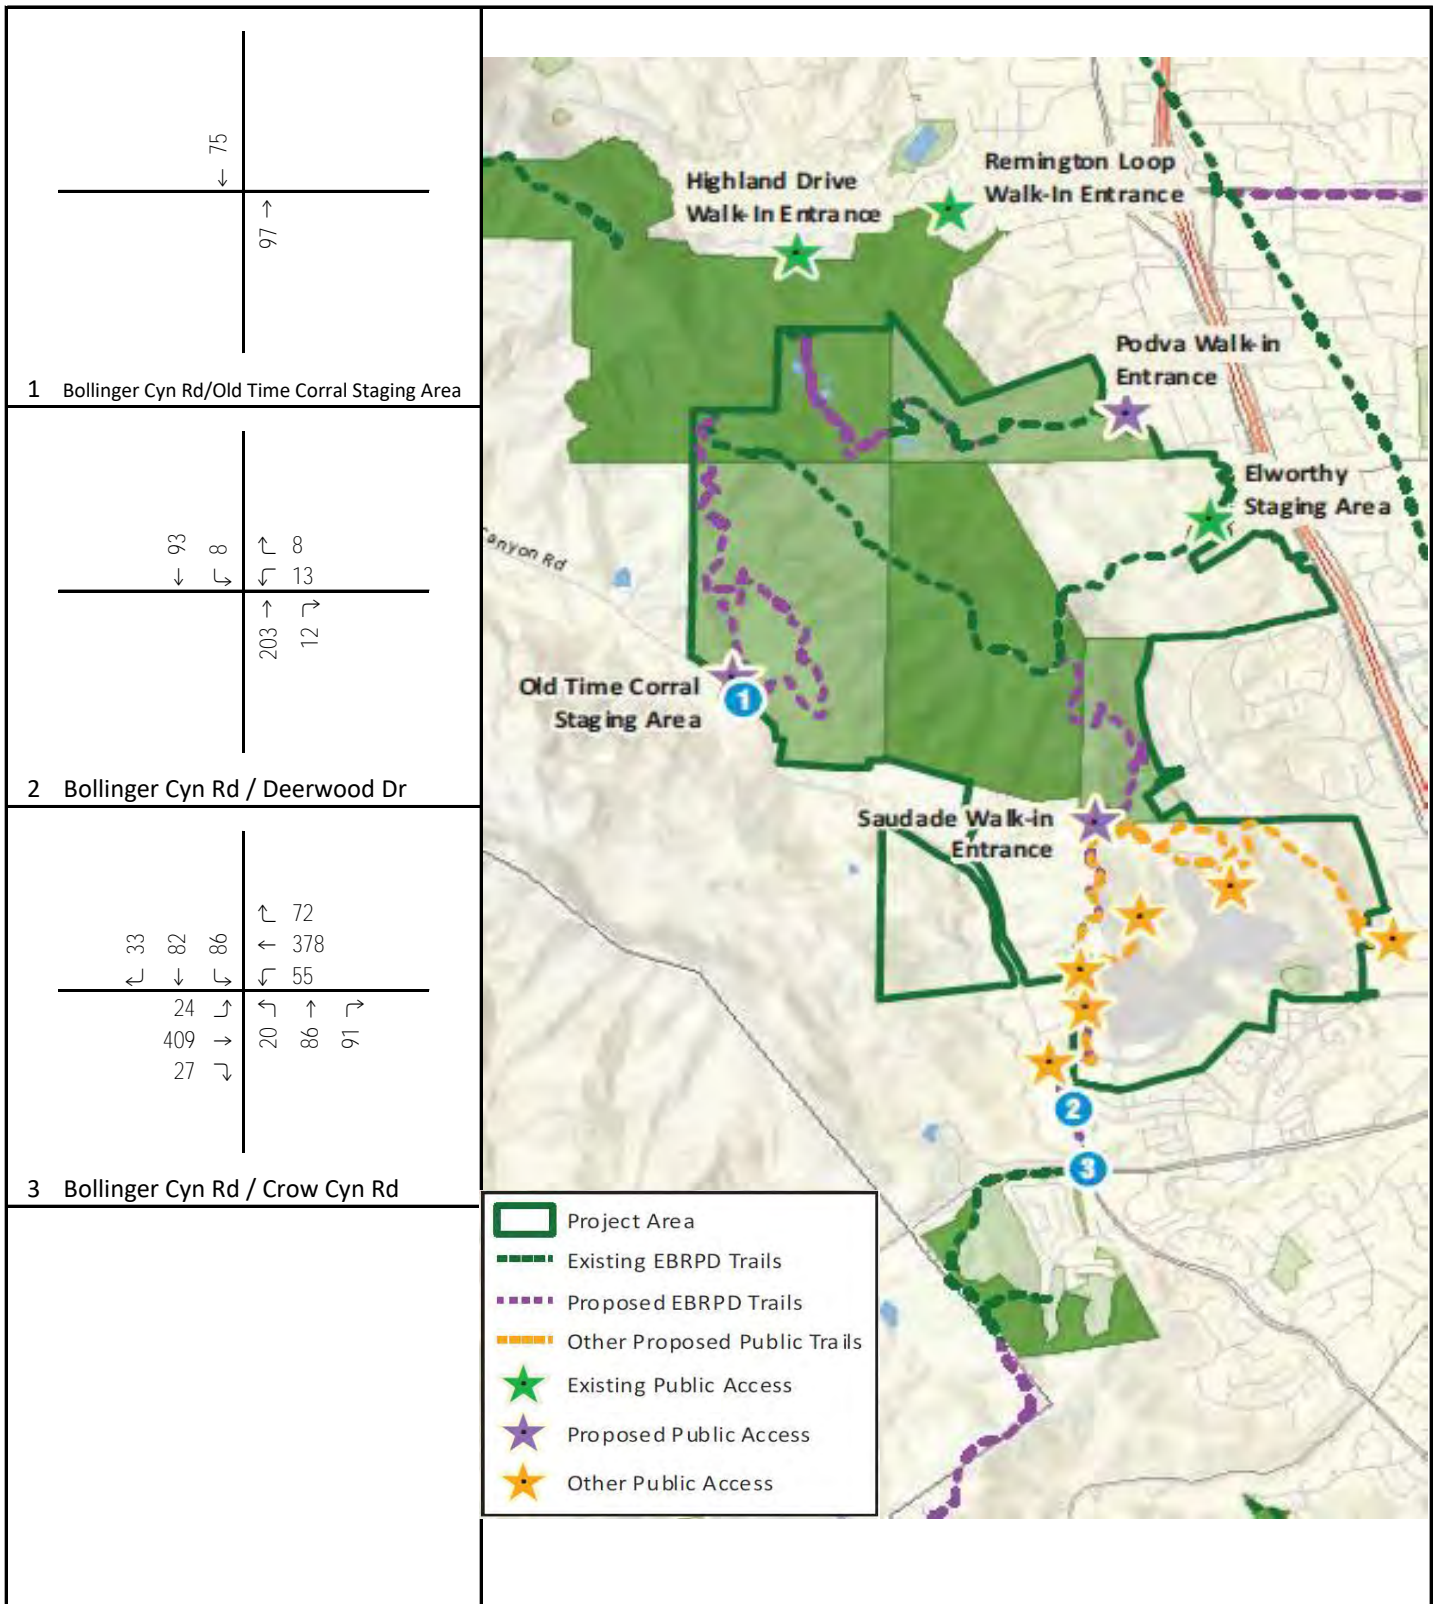 75
↓
↑
97
1 Bollinger Cyn Rd/Old Time Corral Staging Area
93 8 8
13
203 12
2 Bollinger Cyn Rd / Deerwood Dr
33 82 86 72
378
55
24
409
27
20 86 91
3 Bollinger Cyn Rd / Crow Cyn Rd
Highland Drive
Walk-In Entrance
Remington Loop
Walk-In Entrance
Podva Walk-in
Entrance
Elworthy
Staging Area
anyon Rd
Old Time Corral
Staging Area
1
Saudade Walk-in
Entrance
2
3
Project Area
Existing EBRPD Trails
Proposed EBRPD Trails
Other Proposed Public Trails
Existing Public Access
Proposed Public Access
Other Public Access